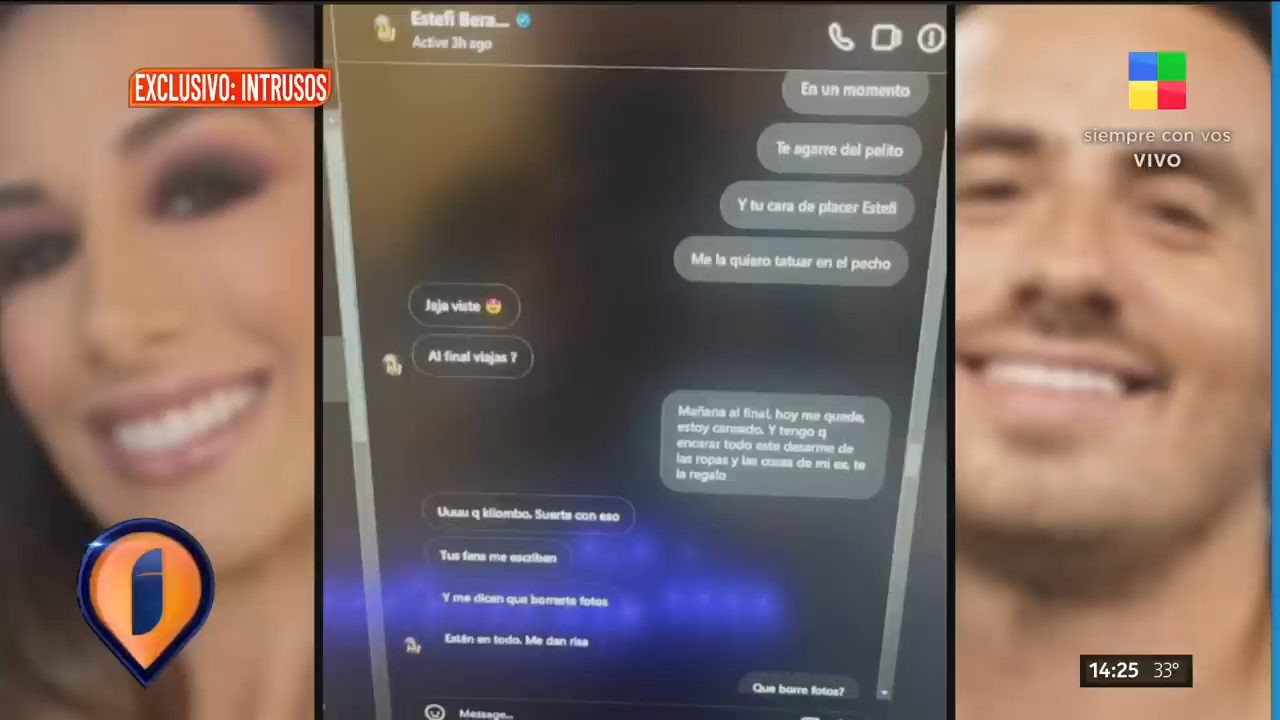 Estefi Bera...
Active 3h ago
EXCLUSIVO: INTRUSOS
En un momento
siempre con vos
VIVO
Te agarre del pelito
Y tu cara de placer Estefi
Me la quiero tatuar en el pecho
Jaja viste
Al final viajas ?
Mañana al final, hoy me quede,
estoy cansado. Y tengo q
encarar todo este desarme de
las ropas y las cosas de mi ex, te
la regalo
Uuuu q kilombo. Suerte con eso
Tus fans me escriben
Y me dicen que borraste fotos
Están en todo. Me dan risa
Que borre fotos?
Message...
14:25 33°